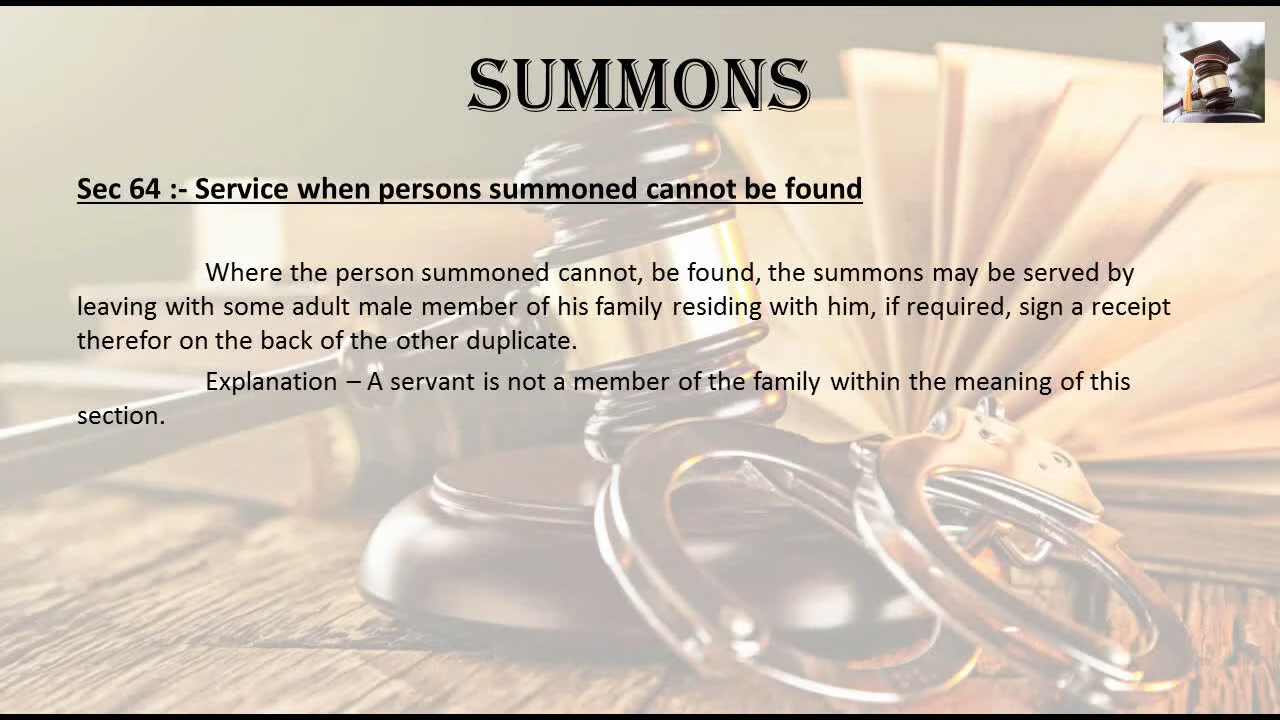 SUMMONS
Sec 64 :- Service when persons summoned cannot be found
Where the person summoned cannot, be found, the summons may be served by
leaving with some adult male member of his family residing with him, if required, sign a receipt
therefor on the back of the other duplicate.
Explanation – A servant is not a member of the family within the meaning of this
section.